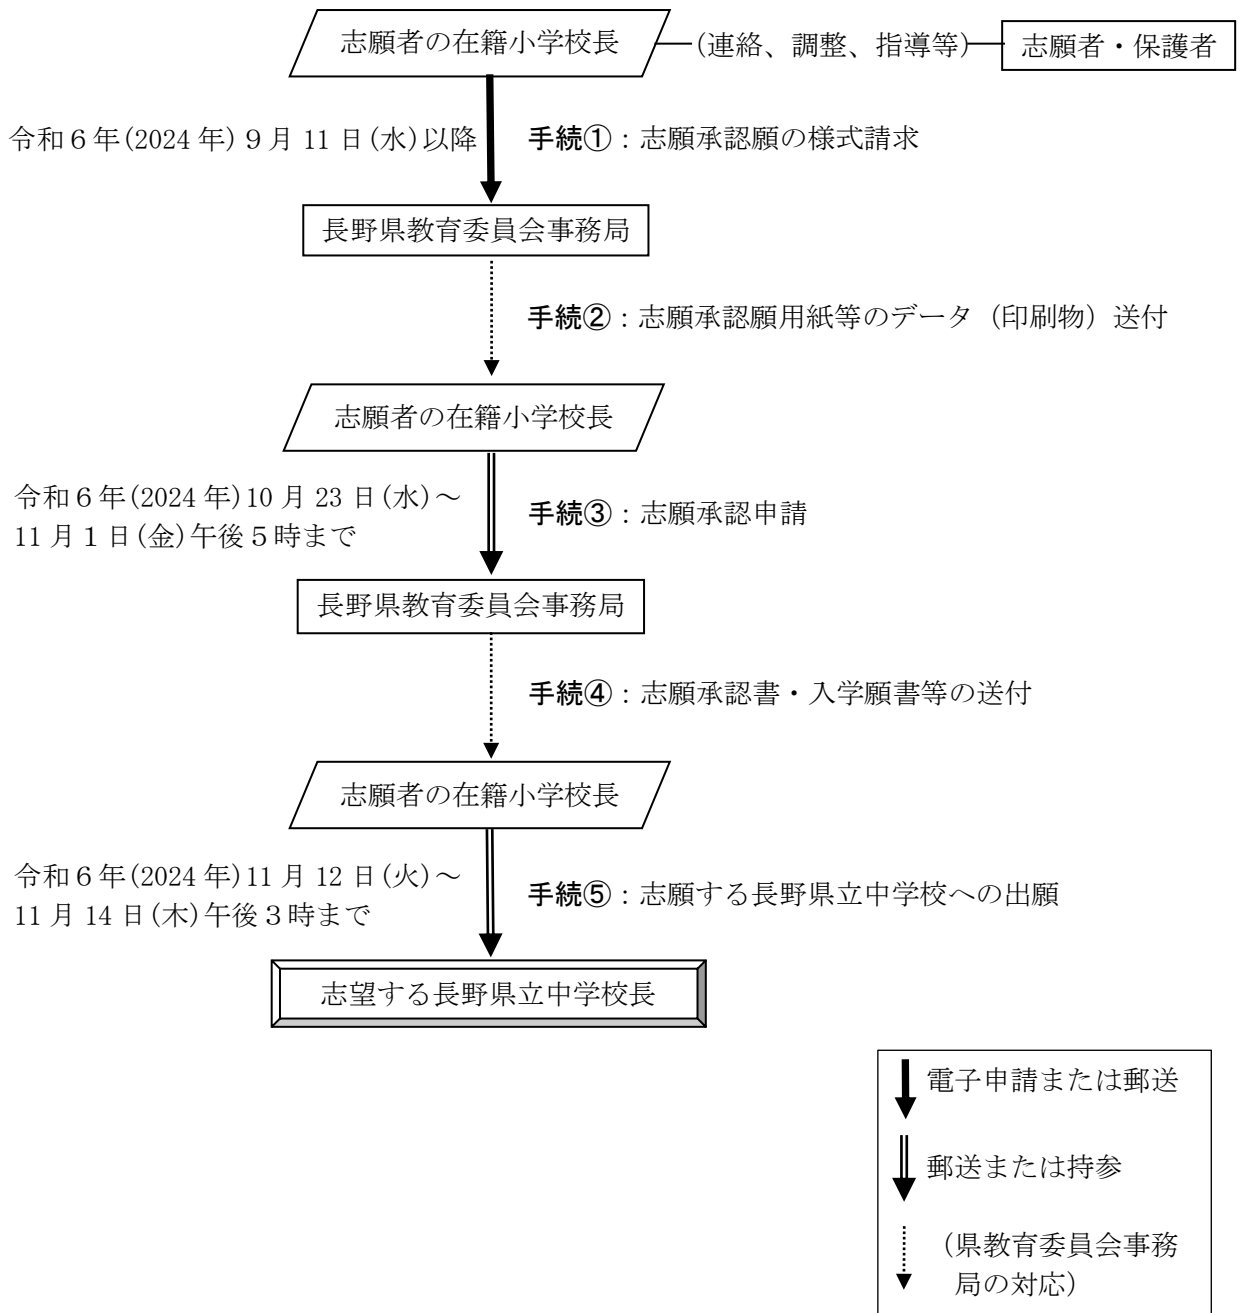 志願者の在籍小学校長
(連絡、調整、指導等)
志願者・保護者
令和６年(2024 年) 9 月 11 日(水)以降
手続①：志願承認願の様式請求
長野県教育委員会事務局
手続②：志願承認願用紙等のデータ（印刷物）送付
志願者の在籍小学校長
令和６年(2024 年)10 月 23 日(水)～
11 月 1 日(金)午後５時まで
手続③：志願承認申請
長野県教育委員会事務局
手続④：志願承認書・入学願書等の送付
志願者の在籍小学校長
令和６年(2024 年)11 月 12 日(火)～
11 月 14 日(木)午後３時まで
手続⑤：志願する長野県立中学校への出願
志望する長野県立中学校長
電子申請または郵送
郵送または持参
（県教育委員会事務
局の対応）